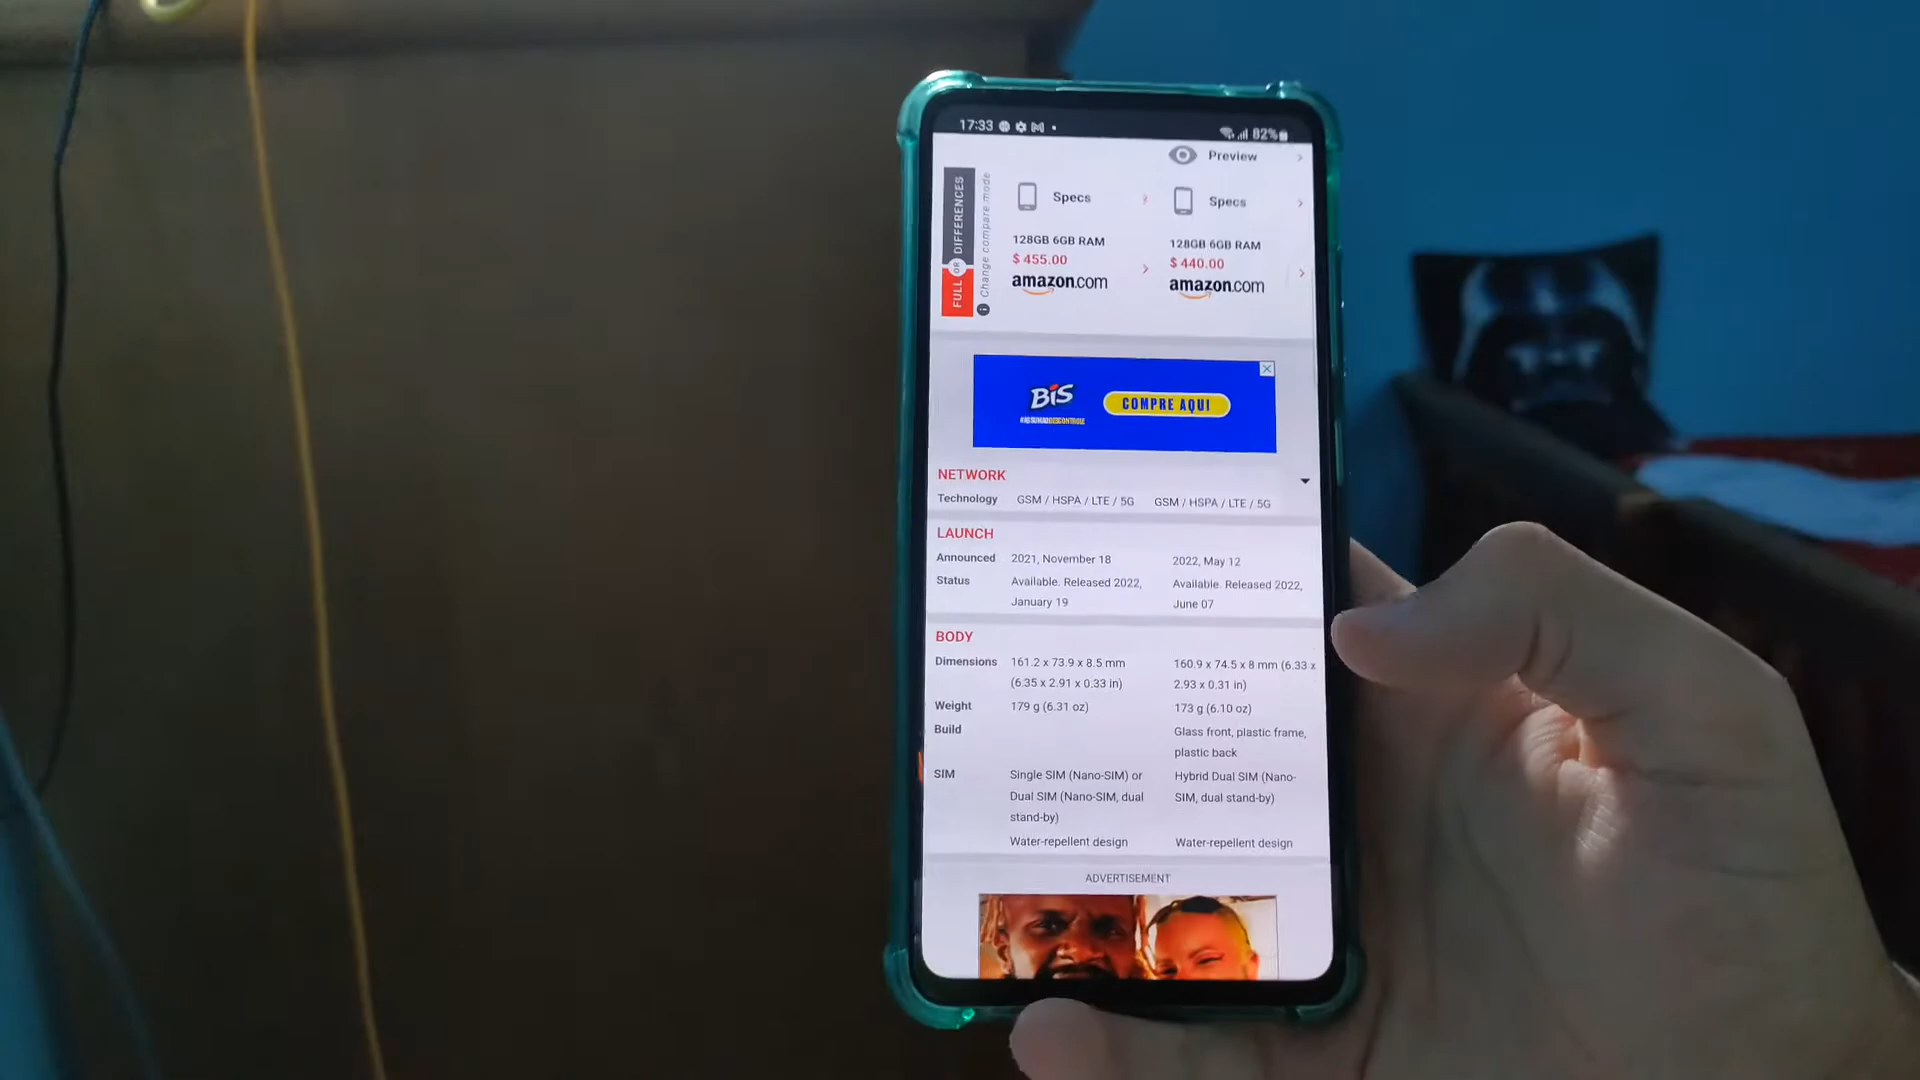 17:33
82%
Preview
FULL OR DIFFERENCES
Change compare mode
Specs
Specs
128GB 6GB RAM
$ 455.00
amazon.com
128GB 6GB RAM
$ 440.00
amazon.com
BiS
COMPRE AQUI
NETWORK
Technology GSM / HSPA / LTE / 5G GSM / HSPA / LTE / 5G
LAUNCH
Announced 2021, November 18 2022, May 12
Status Available. Released 2022, Available. Released 2022,
January 19 June 07
BODY
Dimensions 161.2 x 73.9 x 8.5 mm 160.9 x 74.5 x 8 mm (6.33 x
(6.35 x 2.91 x 0.33 in) 2.93 x 0.31 in)
Weight 179 g (6.31 oz) 173 g (6.10 oz)
Build Glass front, plastic frame,
plastic back
SIM Single SIM (Nano-SIM) or Hybrid Dual SIM (Nano-
Dual SIM (Nano-SIM, dual SIM, dual stand-by)
stand-by)
Water-repellent design Water-repellent design
ADVERTISEMENT